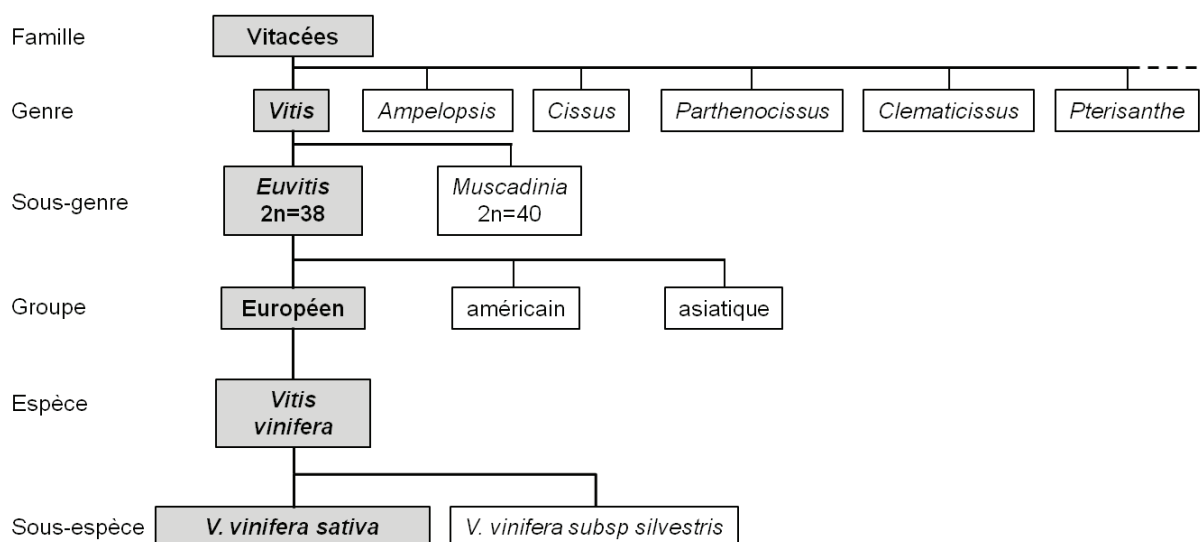 Famille Vitacées
Genre Vitis Ampelopsis Cissus Parthenocissus Clematicissus Pterisanthe
Sous-genre Euvitis Muscadinia
2n=38 2n=40
Groupe Européen américain asiatique
Espèce Vitis
vinifera
Sous-espèce V. vinifera sativa V. vinifera subsp silvestris